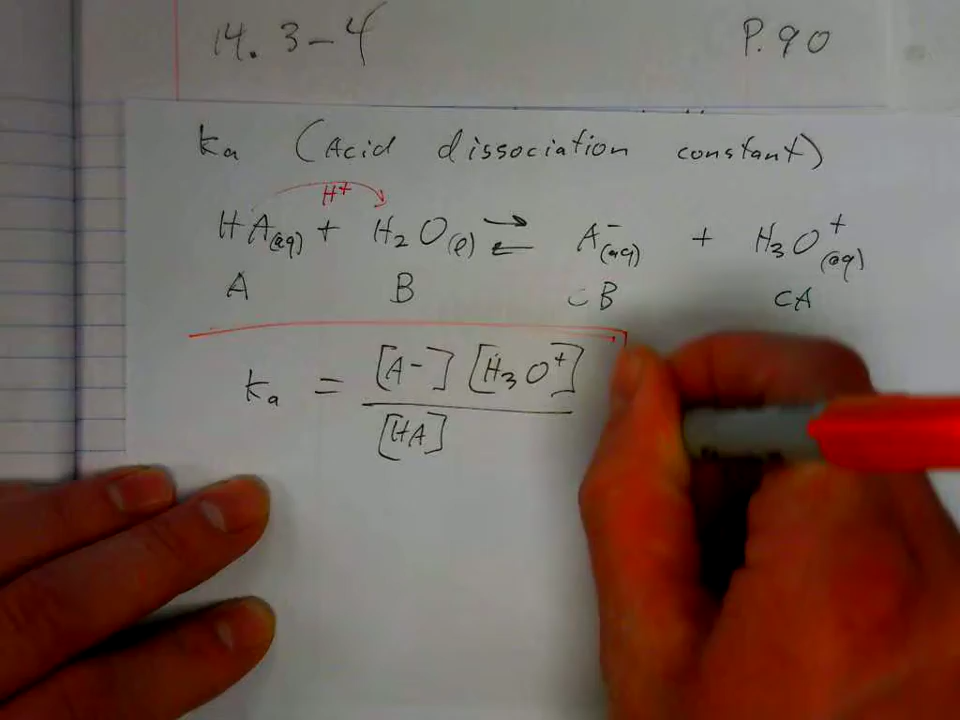 14. 3-4 P. 90
ka (Acid dissociation constant)
H+
HA(aq) + H2O(l) ⇌ A-(aq) + H3O+(aq)
A B CB CA
ka = [A-] [H3O+]
[HA]